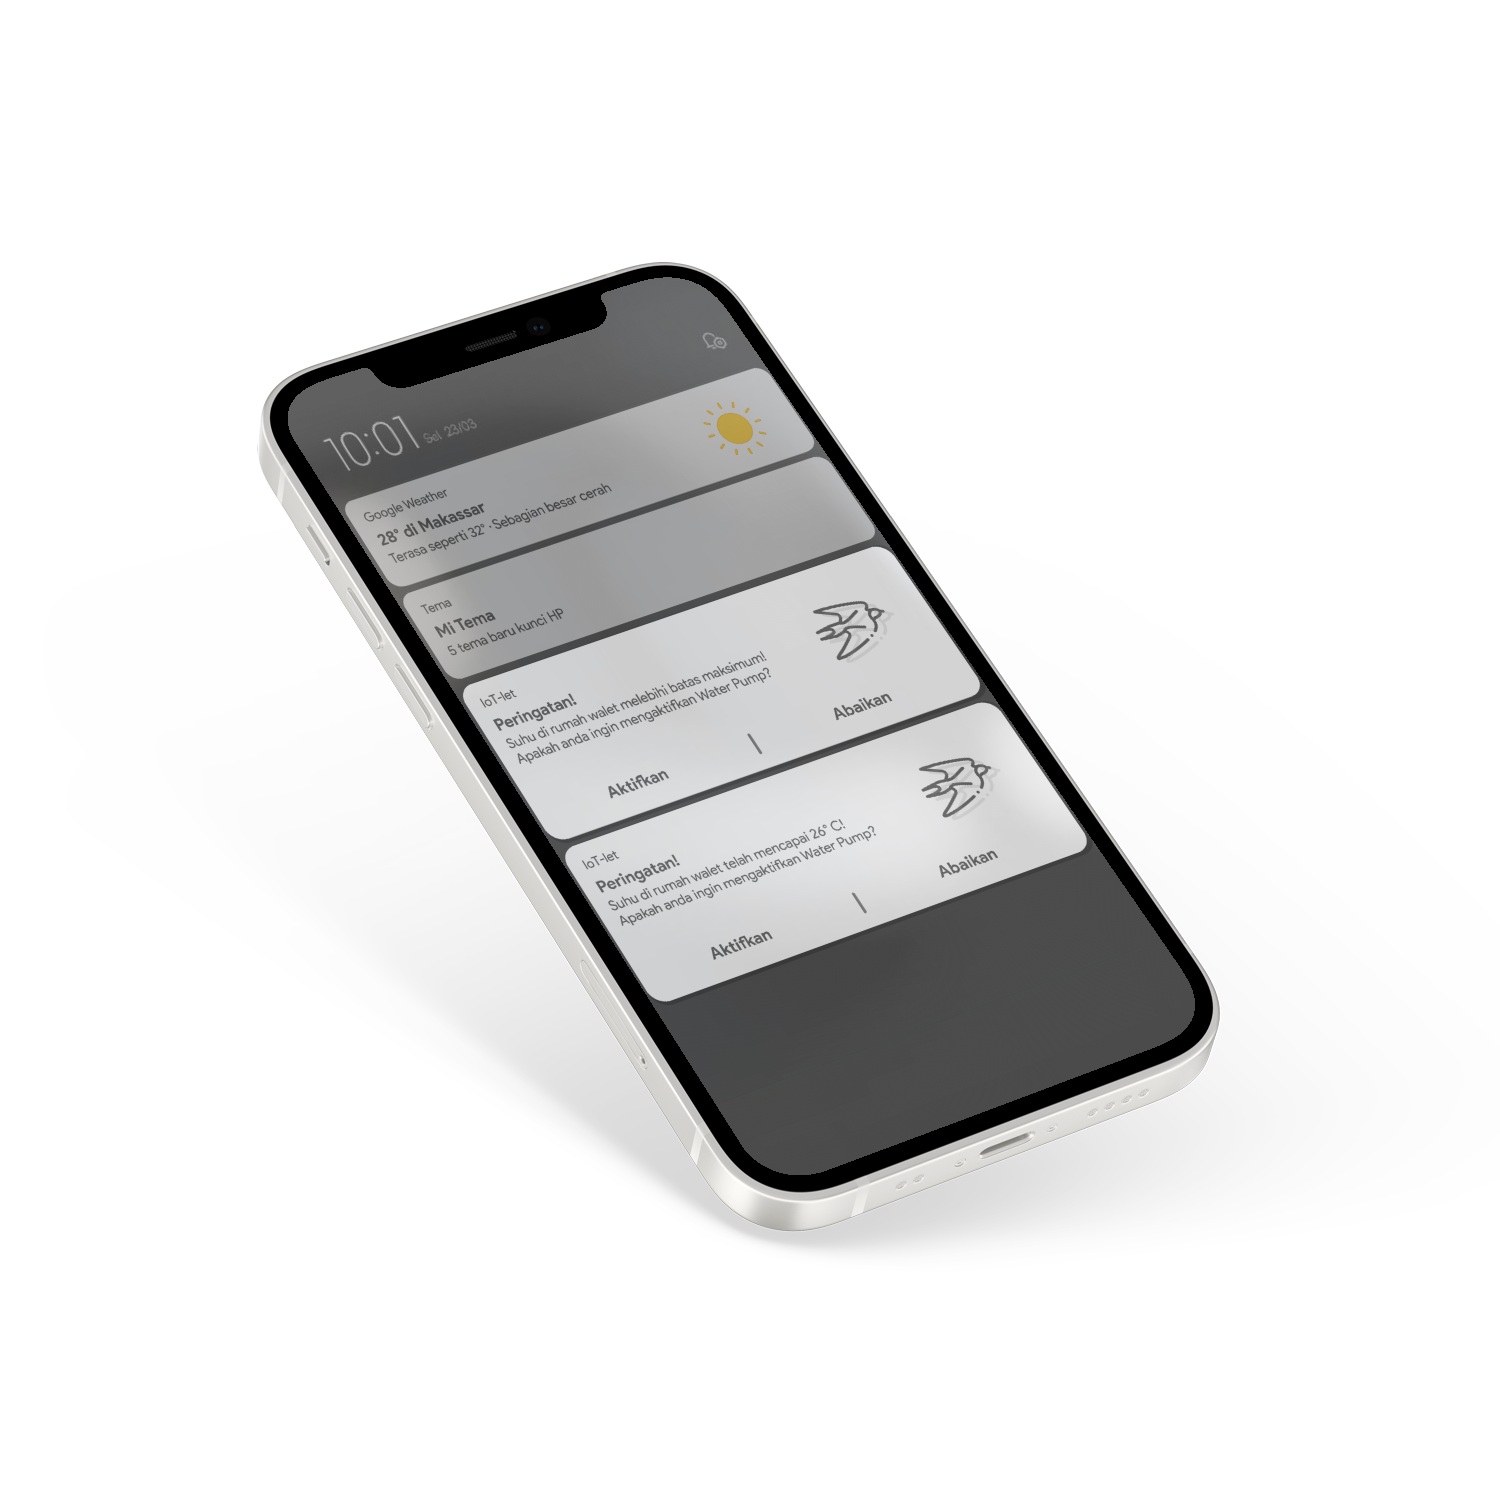 10:01 Sel 23/03
Google Weather
28° di Makassar
Terasa seperti 32° · Sebagian besar cerah
Tema
Mi Tema
5 tema baru kunci HP
IoT-let
Peringatan!
Suhu di rumah walet melebihi batas maksimum!
Apakah anda ingin mengaktifkan Water Pump?
Aktifkan | Abaikan
IoT-let
Peringatan!
Suhu di rumah walet telah mencapai 26° C!
Apakah anda ingin mengaktifkan Water Pump?
Aktifkan | Abaikan